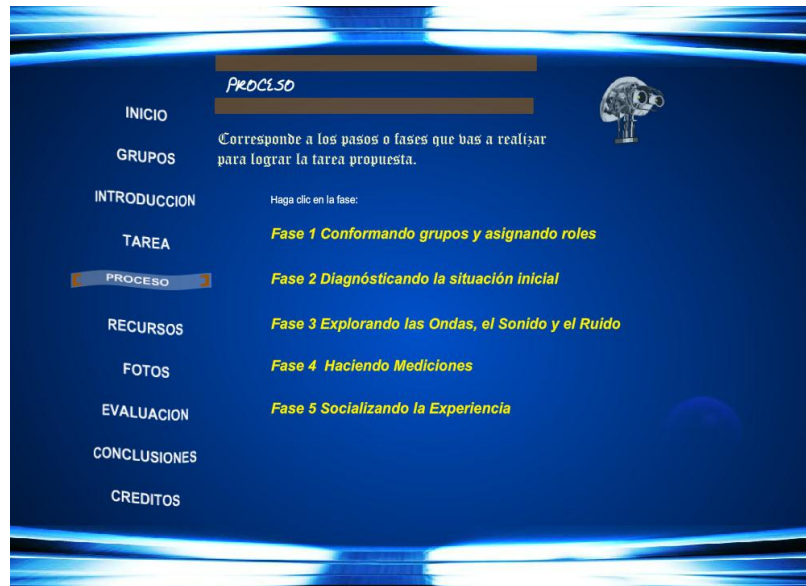 PROCESO
Corresponde a los pasos o fases que vas a realizar
para lograr la tarea propuesta.
INICIO
GRUPOS
INTRODUCCION
TAREA
PROCESO
RECURSOS
FOTOS
EVALUACION
CONCLUSIONES
CREDITOS
Haga clic en la fase:
Fase 1 Conformando grupos y asignando roles
Fase 2 Diagnósticando la situación inicial
Fase 3 Explorando las Ondas, el Sonido y el Ruido
Fase 4 Haciendo Mediciones
Fase 5 Socializando la Experiencia